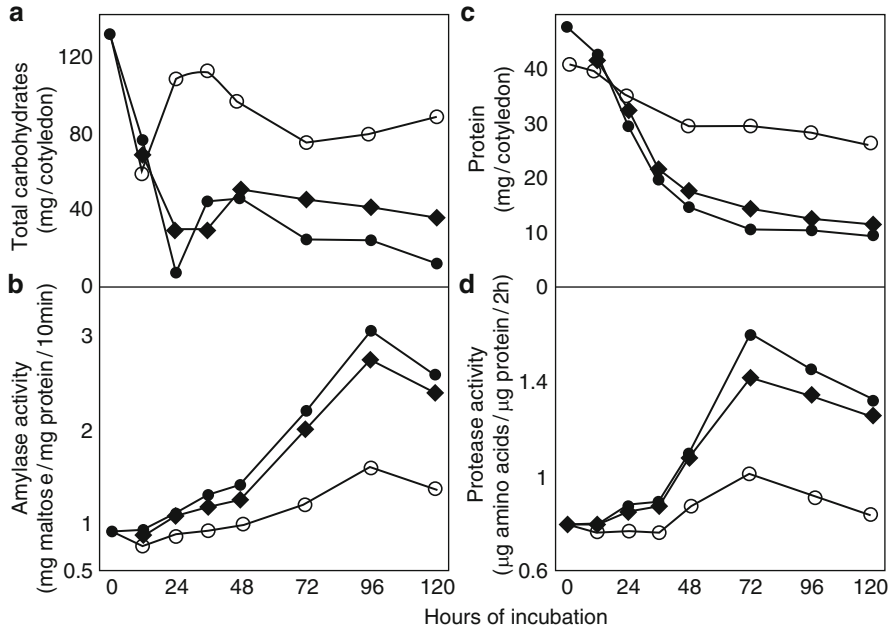 a
Total carbohydrates
(mg/cotyledon)
120
80
40
0
b
Amylase activity
(mg maltos e/mg protein/10min)
3
2
1
0.5
0 24 48 72 96 120
c
Protein
(mg/cotyledon)
40
30
20
10
0
d
Protease activity
(µg amino acids/µg protein/2h)
1.4
1
0.6
0 24 48 72 96 120
Hours of incubation